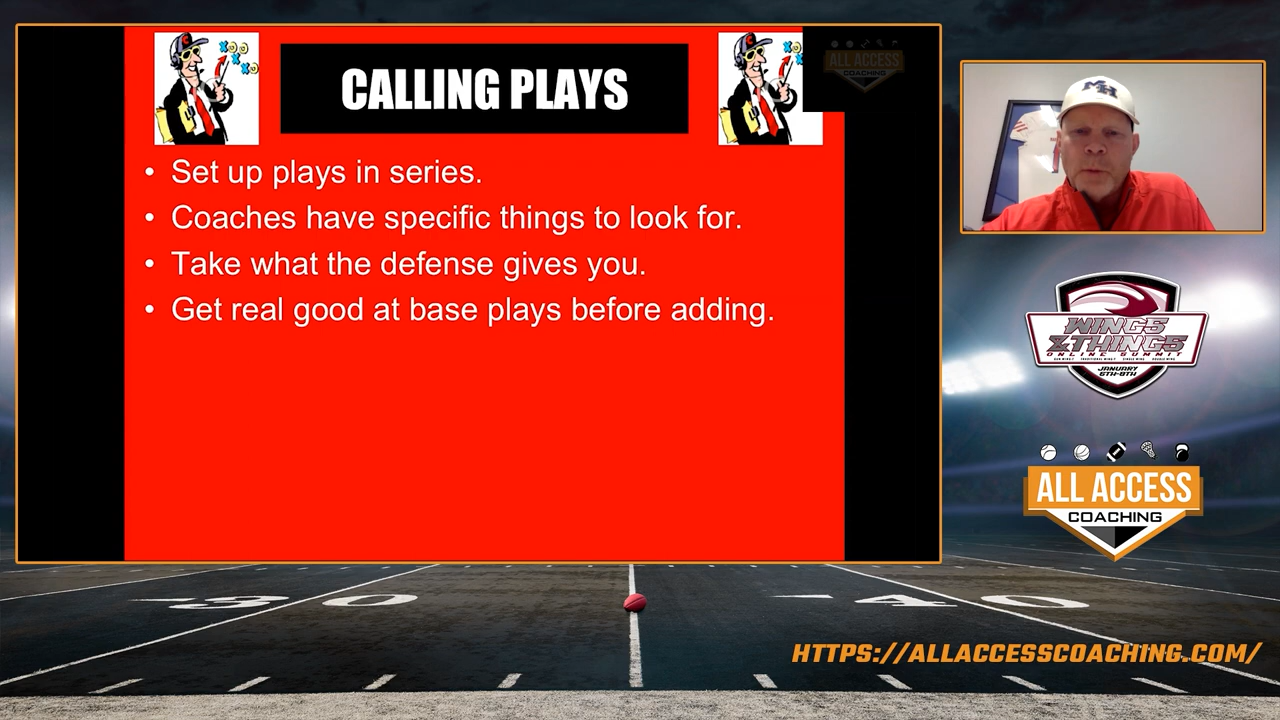 CALLING PLAYS
• Set up plays in series.
• Coaches have specific things to look for.
• Take what the defense gives you.
• Get real good at base plays before adding.
ALL ACCESS
COACHING
MH
WINGS
&THINGS
ONLINE SUMMIT
JANUARY
6TH-8TH
ALL ACCESS
COACHING
30
40
HTTPS://ALLACCESSCOACHING.COM/